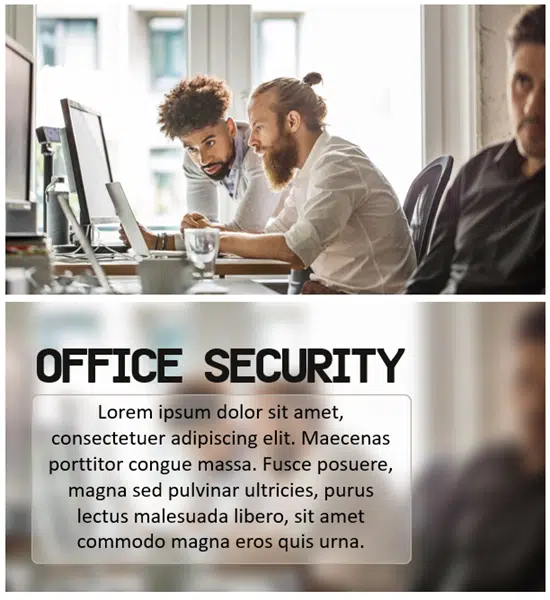 OFFICE SECURITY
Lorem ipsum dolor sit amet,
consectetuer adipiscing elit. Maecenas
porttitor congue massa. Fusce posuere,
magna sed pulvinar ultricies, purus
lectus malesuada libero, sit amet
commodo magna eros quis urna.